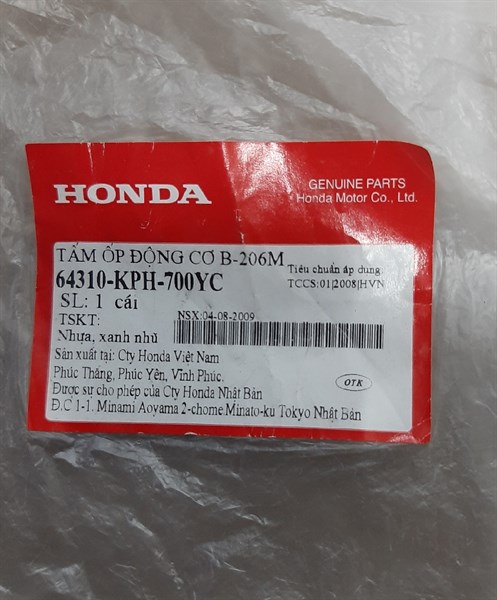 HONDA
GENUINE PARTS
Honda Motor Co., Ltd.
TẤM ỐP ĐỘNG CƠ B-206M
64310-KPH-700YC
Tiêu chuẩn áp dụng:
TCCS:01|2008|HVN
SL: 1 cái
TSKT:
NSX:04-08-2009
Nhựa, xanh nhũ
Sản xuất tại: Cty Honda Việt Nam
Phúc Thắng, Phúc Yên, Vĩnh Phúc.
Được sự cho phép của Cty Honda Nhật Bản
Đ.C 1-1. Minami Aoyama 2-chome.Minato-ku Tokyo Nhật Bản
OTK